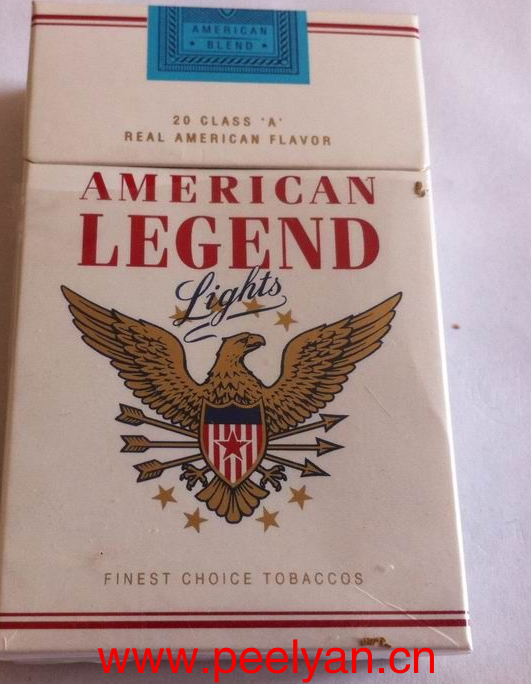 AMERICAN
BLEND
20 CLASS 'A'
REAL AMERICAN FLAVOR
AMERICAN
LEGEND
Lights
FINEST CHOICE TOBACCOS
www.peelyan.cn